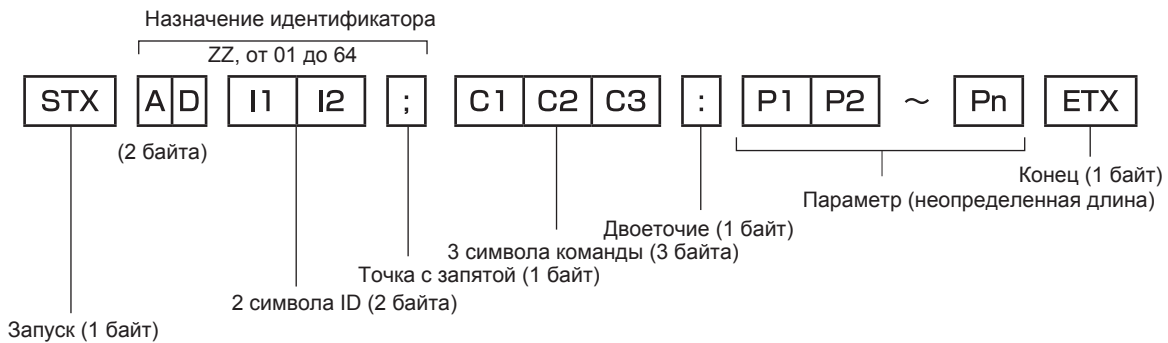 Назначение идентификатора
ZZ, от 01 до 64
STX A D I1 I2 ; C1 C2 C3 : P1 P2 ~ Pn ETX
(2 байта)
Конец (1 байт)
Параметр (неопределенная длина)
Двоеточие (1 байт)
3 символа команды (3 байта)
Точка с запятой (1 байт)
2 символа ID (2 байта)
Запуск (1 байт)